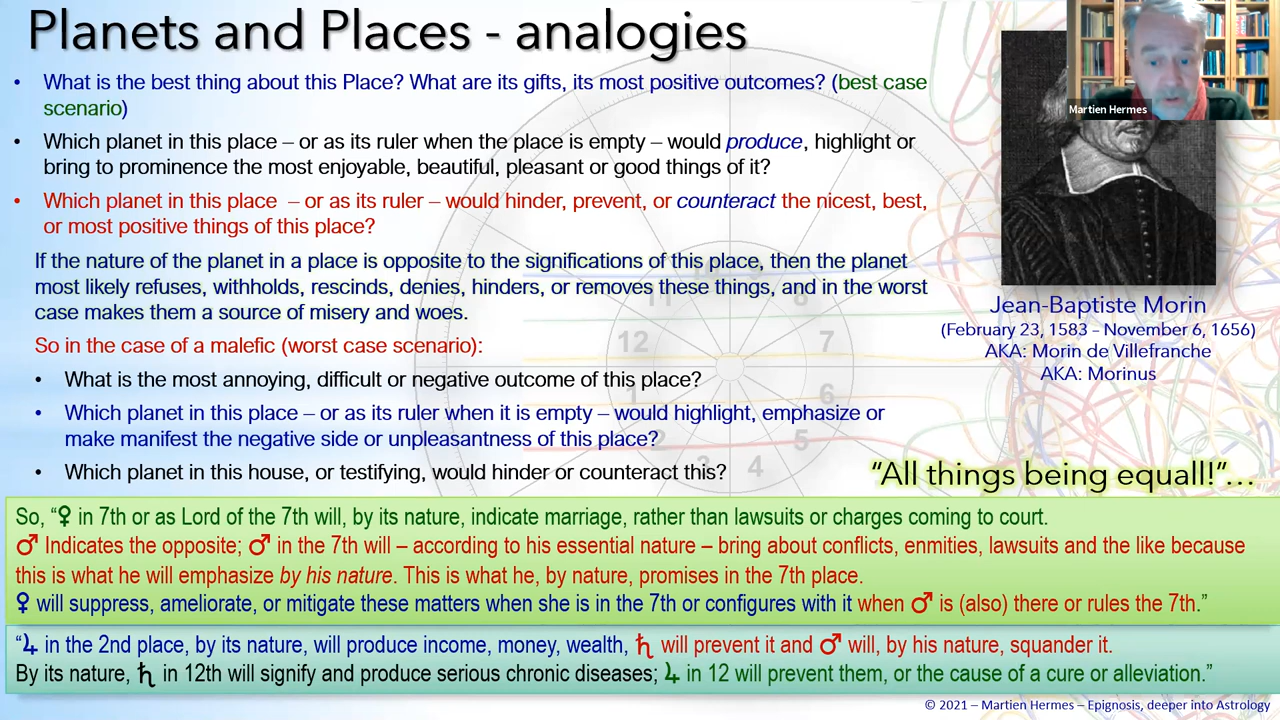 Planets and Places - analogies
• What is the best thing about this Place? What are its gifts, its most positive outcomes? (best case
scenario)
• Which planet in this place – or as its ruler when the place is empty – would produce, highlight or
bring to prominence the most enjoyable, beautiful, pleasant or good things of it?
• Which planet in this place – or as its ruler – would hinder, prevent, or counteract the nicest, best,
or most positive things of this place?
If the nature of the planet in a place is opposite to the significations of this place, then the planet
most likely refuses, withholds, rescinds, denies, hinders, or removes these things, and in the worst
case makes them a source of misery and woes.
So in the case of a malefic (worst case scenario):
• What is the most annoying, difficult or negative outcome of this place?
• Which planet in this place – or as its ruler when it is empty – would highlight, emphasize or
make manifest the negative side or unpleasantness of this place?
• Which planet in this house, or testifying, would hinder or counteract this?
11
8
12
7
1
6
2
5
3
4
Martien Hermes
Jean-Baptiste Morin
(February 23, 1583 - November 6, 1656)
AKA: Morin de Villefranche
AKA: Morinus
“All things being equall!”…
So, “♀ in 7th or as Lord of the 7th will, by its nature, indicate marriage, rather than lawsuits or charges coming to court.
♂ Indicates the opposite; ♂ in the 7th will – according to his essential nature – bring about conflicts, enmities, lawsuits and the like because
this is what he will emphasize by his nature. This is what he, by nature, promises in the 7th place.
♀ will suppress, ameliorate, or mitigate these matters when she is in the 7th or configures with it when ♂ is (also) there or rules the 7th.”
“♃ in the 2nd place, by its nature, will produce income, money, wealth, ♄ will prevent it and ♂ will, by his nature, squander it.
By its nature, ♄ in 12th will signify and produce serious chronic diseases; ♃ in 12 will prevent them, or the cause of a cure or alleviation.”
© 2021 – Martien Hermes – Epignosis, deeper into Astrology